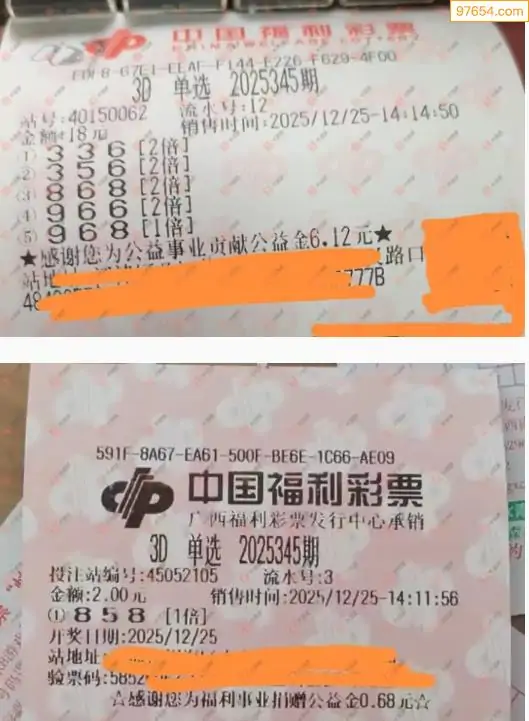 97654.com
中国福利彩票
CHINA WELFARE LOTTERY
3D 单选 2025345期
站号:40150062 流水号:12
金额:18元 销售时间:2025/12/25-14:14:50
① 3 3 6 [2倍]
② 3 5 6 [2倍]
③ 8 6 8 [2倍]
④ 9 6 6 [2倍]
⑤ 9 6 8 [1倍]
★感谢您为公益事业贡献公益金6.12元★
站地 路口
777B
591F-8A67-EA61-500F-BE6E-1C66-AE09
中国福利彩票
广西福利彩票发行中心承销
3D 单选 2025345期
投注站编号:45052105 流水号:3
金额:2.00元 销售时间:2025/12/25-14:11:56
① 8 5 8 [1倍]
开奖日期:2025/12/25
站地址:
验票码:5852
☆感谢您为福利事业捐赠公益金0.68元☆